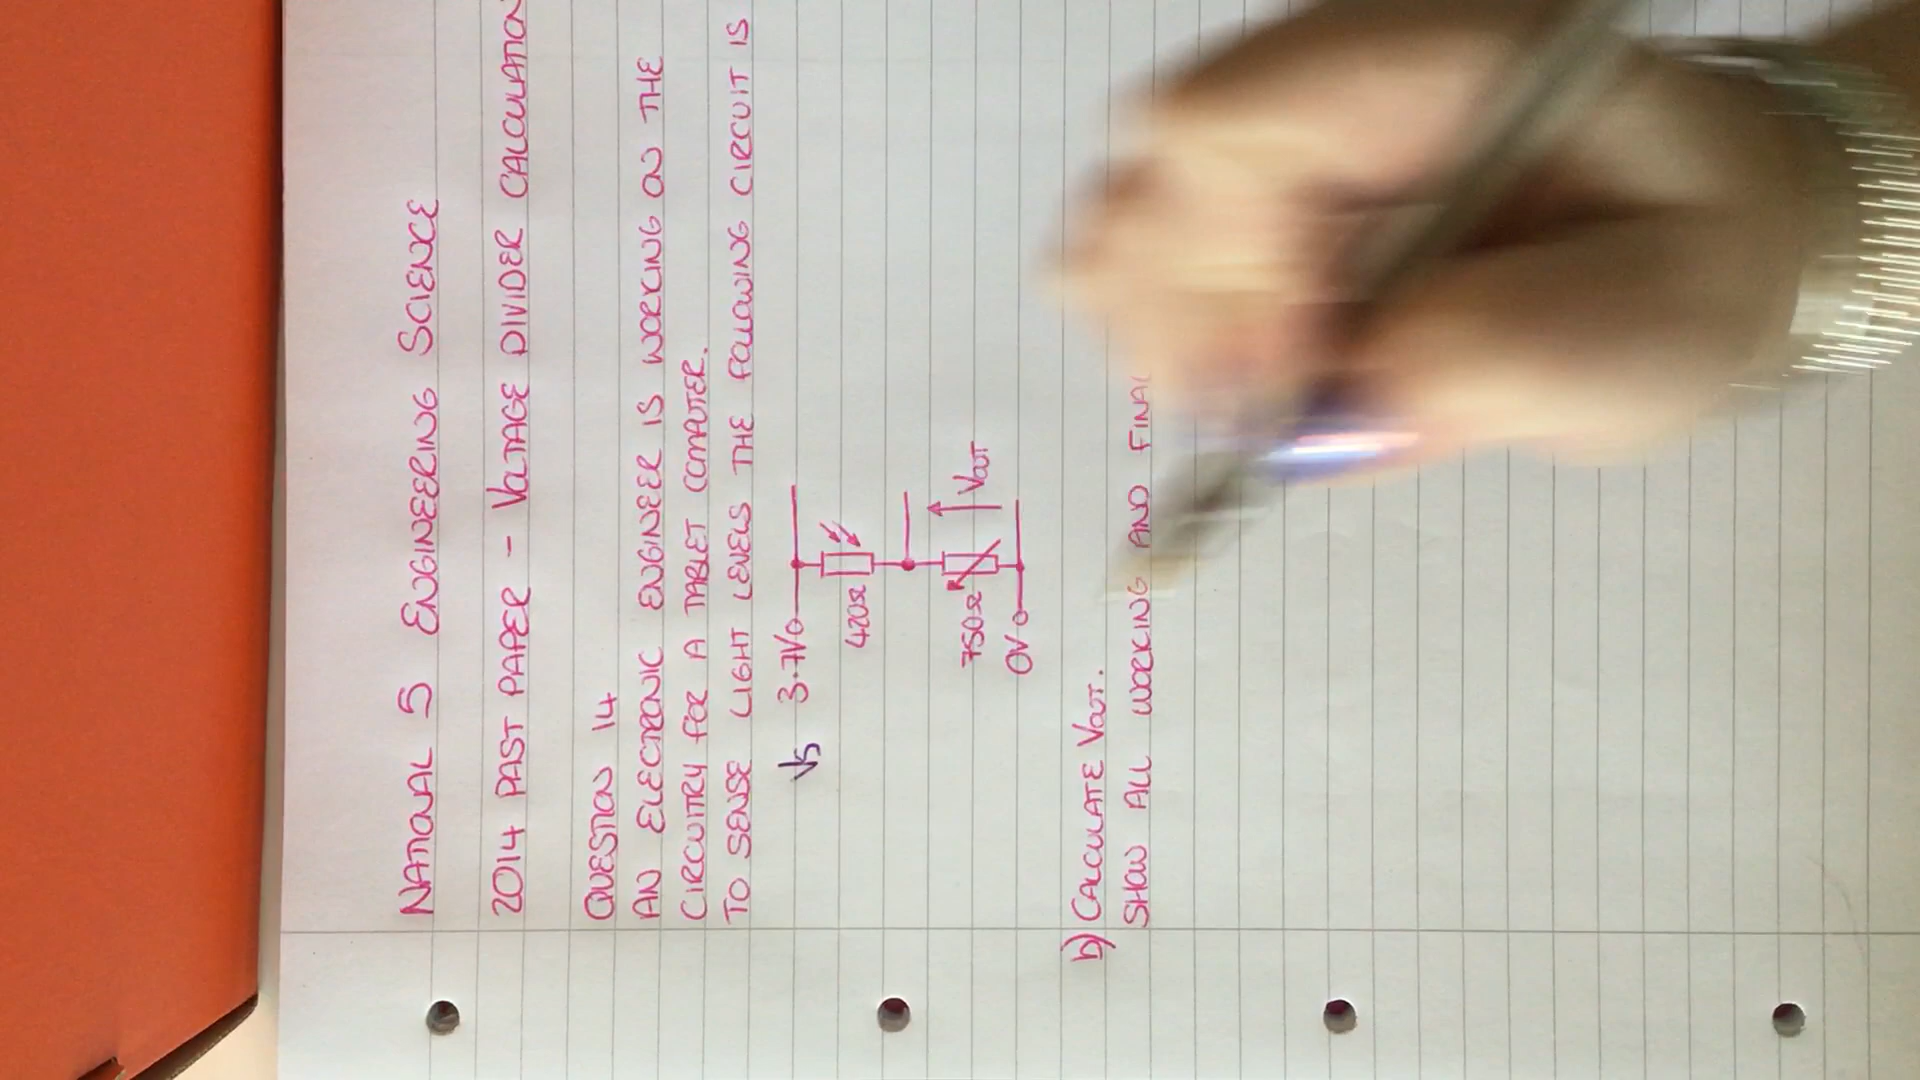 NATIONAL 5 ENGINEERING SCIENCE
2014 PAST PAPER - VOLTAGE DIVIDER CALCULATION
QUESTION 14
AN ELECTRONIC ENGINEER IS WORKING ON THE
CIRCUITRY FOR A TABLET COMPUTER.
TO SENSE LIGHT LEVELS THE FOLLOWING CIRCUIT IS
Vs 3.7V
420Ω
750Ω
VOUT
0V
b) CALCULATE VOUT.
SHOW ALL WORKING AND FINAL